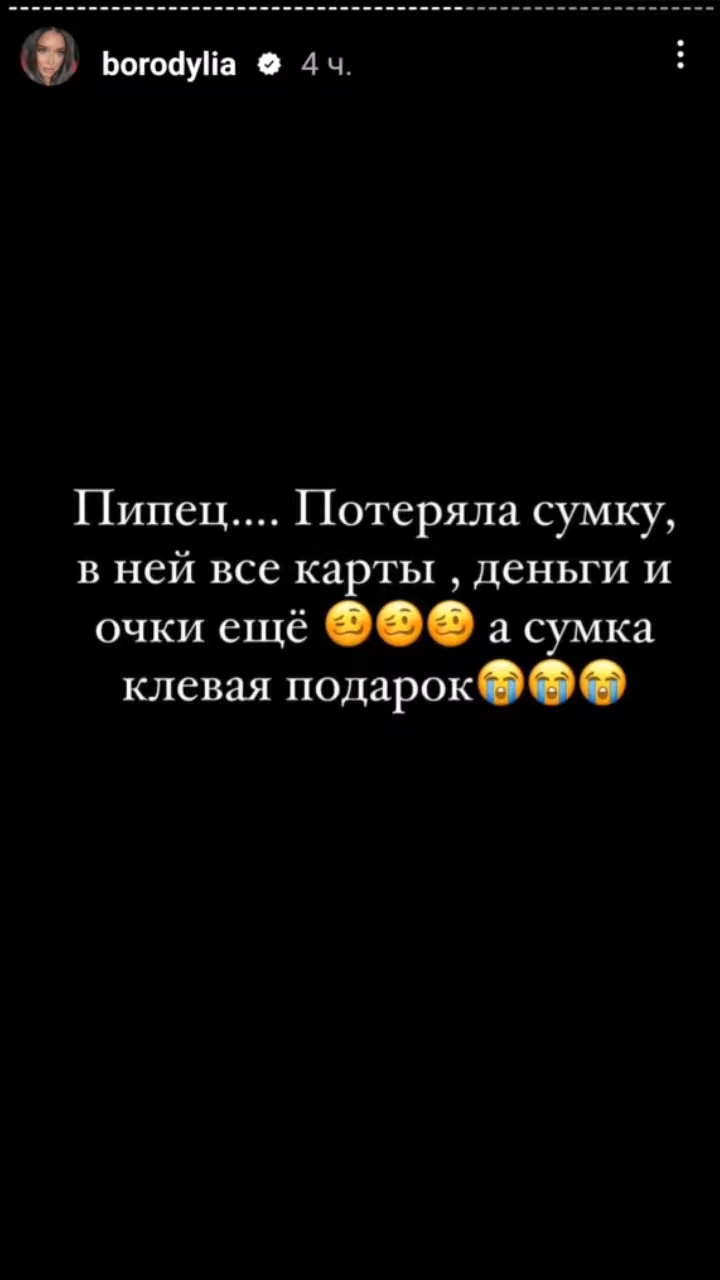 borodylia 4 ч.
Пипец.... Потеряла сумку,
в ней все карты , деньги и
очки ещё 🥴🥴🥴 а сумка
клевая подарок😭😭😭